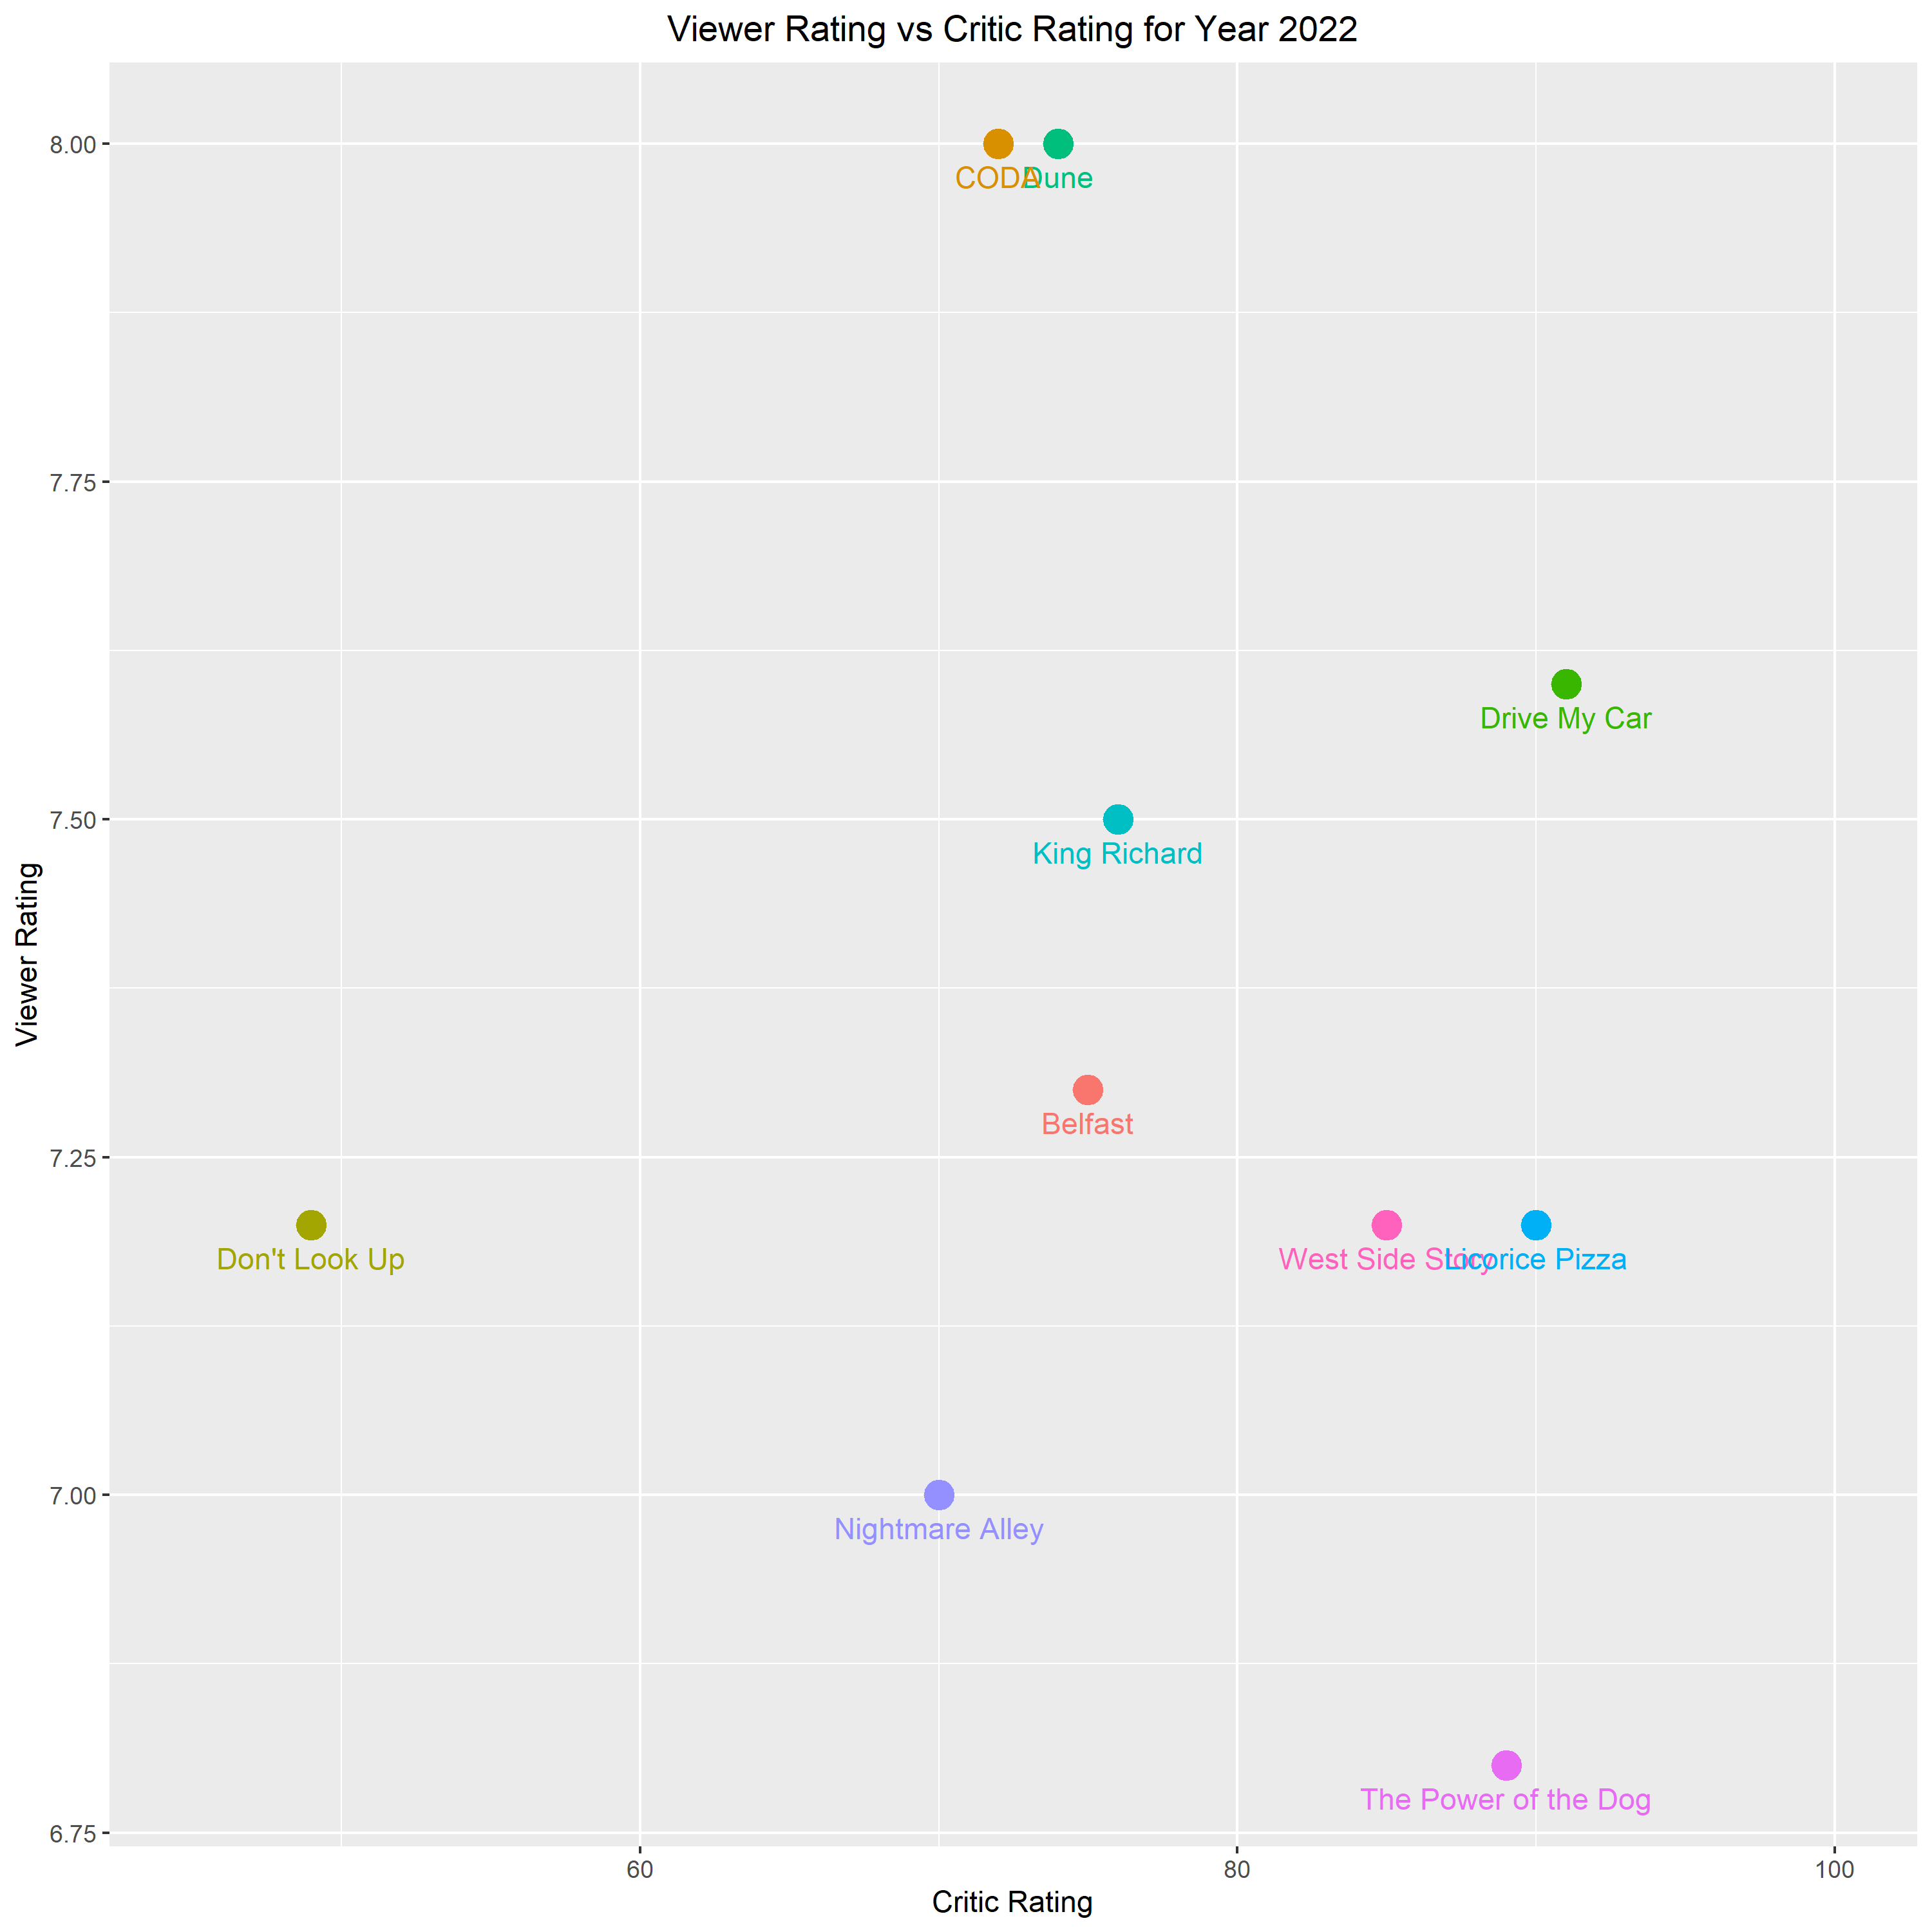 Viewer Rating vs Critic Rating for Year 2022
8.00
CODA
Dune
7.75
Drive My Car
7.50
King Richard
Viewer Rating
Belfast
7.25
Don't Look Up
West Side Story
Licorice Pizza
7.00
Nightmare Alley
The Power of the Dog
6.75
60
80
100
Critic Rating